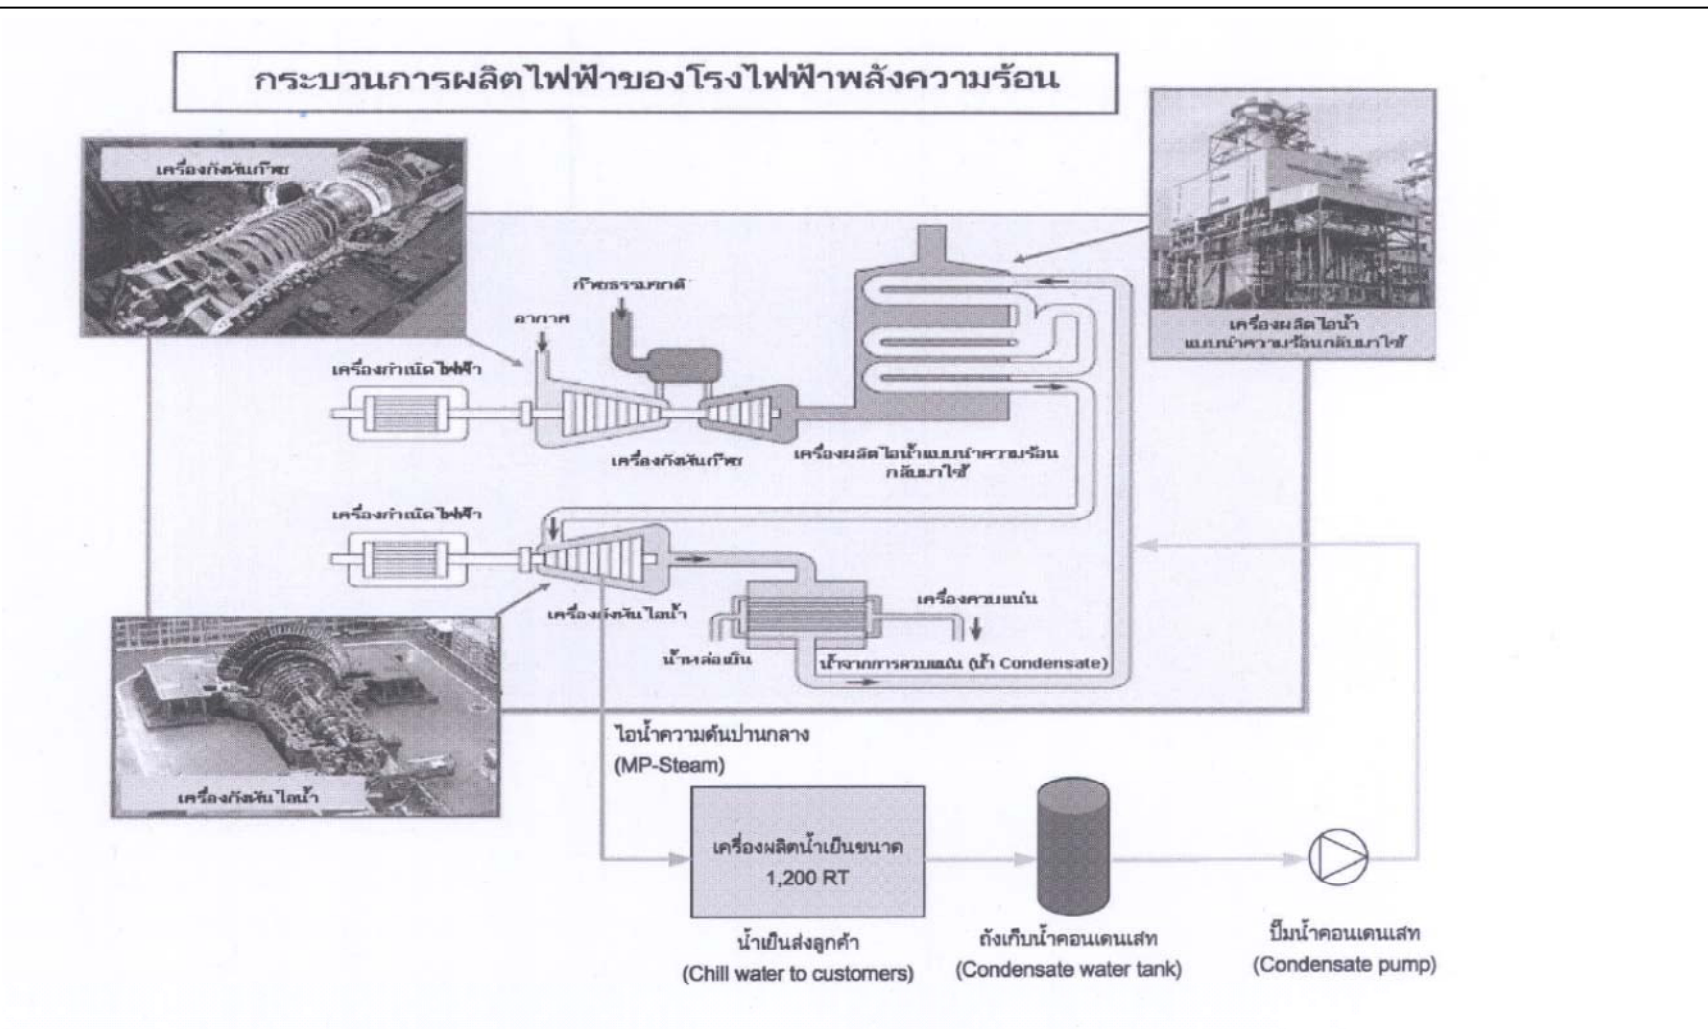 กระบวนการผลิตไฟฟ้าของโรงไฟฟ้าพลังความร้อน
เครื่องกังหันก๊าซ
เครื่องผลิตไอน้ำ
แบบนำความร้อนกลับมาใช้
ก๊าซธรรมชาติ
อากาศ
เครื่องกำเนิดไฟฟ้า
เครื่องกังหันก๊าซ
เครื่องผลิตไอน้ำแบบนำความร้อน
กลับมาใช้
เครื่องกำเนิดไฟฟ้า
เครื่องกังหันไอน้ำ
เครื่องควบแน่น
น้ำหล่อเย็น
น้ำจากการควบแน่น (น้ำ Condensate)
เครื่องกังหันไอน้ำ
ไอน้ำความดันปานกลาง
(MP-Steam)
เครื่องผลิตน้ำเย็นขนาด
1,200 RT
น้ำเย็นส่งลูกค้า
(Chill water to customers)
ถังเก็บน้ำคอนเดนเสท
(Condensate water tank)
ปั๊มน้ำคอนเดนเสท
(Condensate pump)